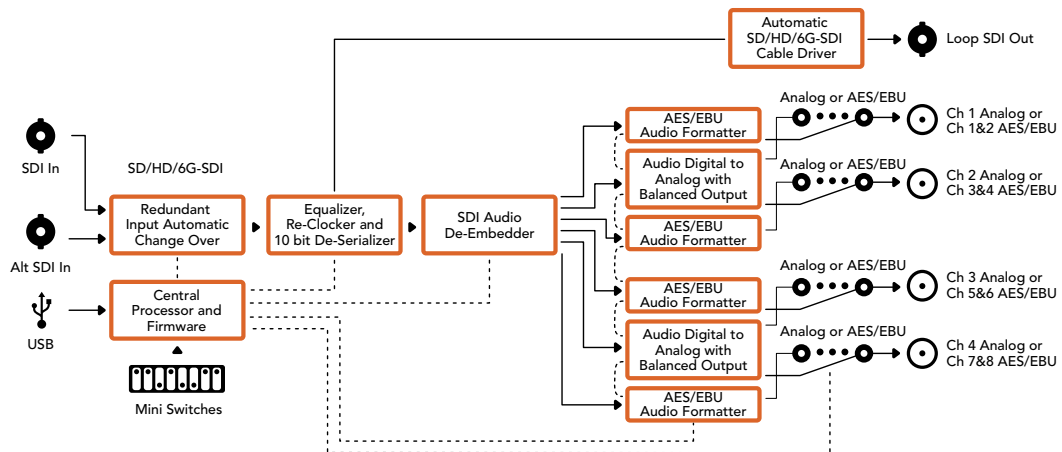 Automatic
SD/HD/6G-SDI
Cable Driver
Loop SDI Out
SDI In
SD/HD/6G-SDI
Alt SDI In
Redundant
Input Automatic
Change Over
Equalizer,
Re-Clocker and
10 bit De-Serializer
SDI Audio
De-Embedder
USB
Central
Processor and
Firmware
Mini Switches
AES/EBU
Audio Formatter
Audio Digital to
Analog with
Balanced Output
AES/EBU
Audio Formatter
AES/EBU
Audio Formatter
Audio Digital to
Analog with
Balanced Output
AES/EBU
Audio Formatter
Analog or AES/EBU
Ch 1 Analog or
Ch 1&2 AES/EBU
Analog or AES/EBU
Ch 2 Analog or
Ch 3&4 AES/EBU
Analog or AES/EBU
Ch 3 Analog or
Ch 5&6 AES/EBU
Analog or AES/EBU
Ch 4 Analog or
Ch 7&8 AES/EBU